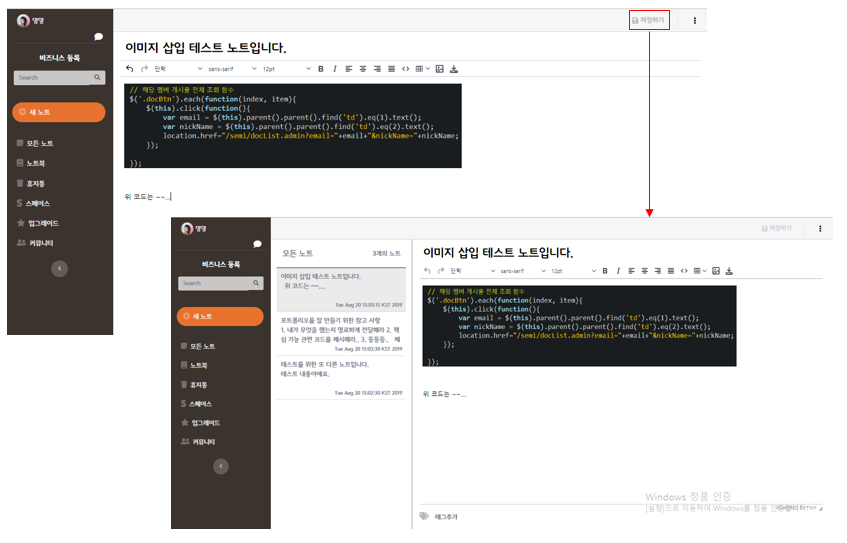 명명
비즈니스 등록
Search
새 노트
모든 노트
노트북
휴지통
스페이스
업그레이드
커뮤니티
저장하기
이미지 삽입 테스트 노트입니다.
단락 sans-serif 12pt B I
// 해당 멤버 게시율 전체 조회 함수
$('.docBtn').each(function(index, item){
$(this).click(function(){
var email = $(this).parent().parent().find('td').eq(1).text();
var nickName = $(this).parent().parent().find('td').eq(2).text();
location.href="/semi/docList.admin?email="+email+"&nickName="+nickName;
});
});
위 코드는 ~~...
명명
비즈니스 등록
Search
새 노트
모든 노트
노트북
휴지통
스페이스
업그레이드
커뮤니티
모든 노트 3개의 노트
이미지 삽입 테스트 노트입니다.
위 코드는 ~~....
Tue Aug 20 15:05:15 KST 2019
포트폴리오를 잘 만들기 위한 참고 사항
1. 내가 무엇을 했는지 명료하게 전달해라 2. 핵
심 기능 관련 코드를 제시해라.. 3. 등등등... 제
Tue Aug 20 15:03:30 KST 2019
테스트를 위한 또 다른 노트입니다.
테스트 내용이에요.
Tue Aug 20 15:02:30 KST 2019
저장하기
이미지 삽입 테스트 노트입니다.
단락 sans-serif 12pt B I
// 해당 멤버 게시율 전체 조회 함수
$('.docBtn').each(function(index, item){
$(this).click(function(){
var email = $(this).parent().parent().find('td').eq(1).text();
var nickName = $(this).parent().parent().find('td').eq(2).text();
location.href="/semi/docList.admin?email="+email+"&nickName="+nickName;
});
});
위 코드는 ~~...
Windows 정품 인증
[설정]으로 이동하여 Windows를 정품 인증
태그추가